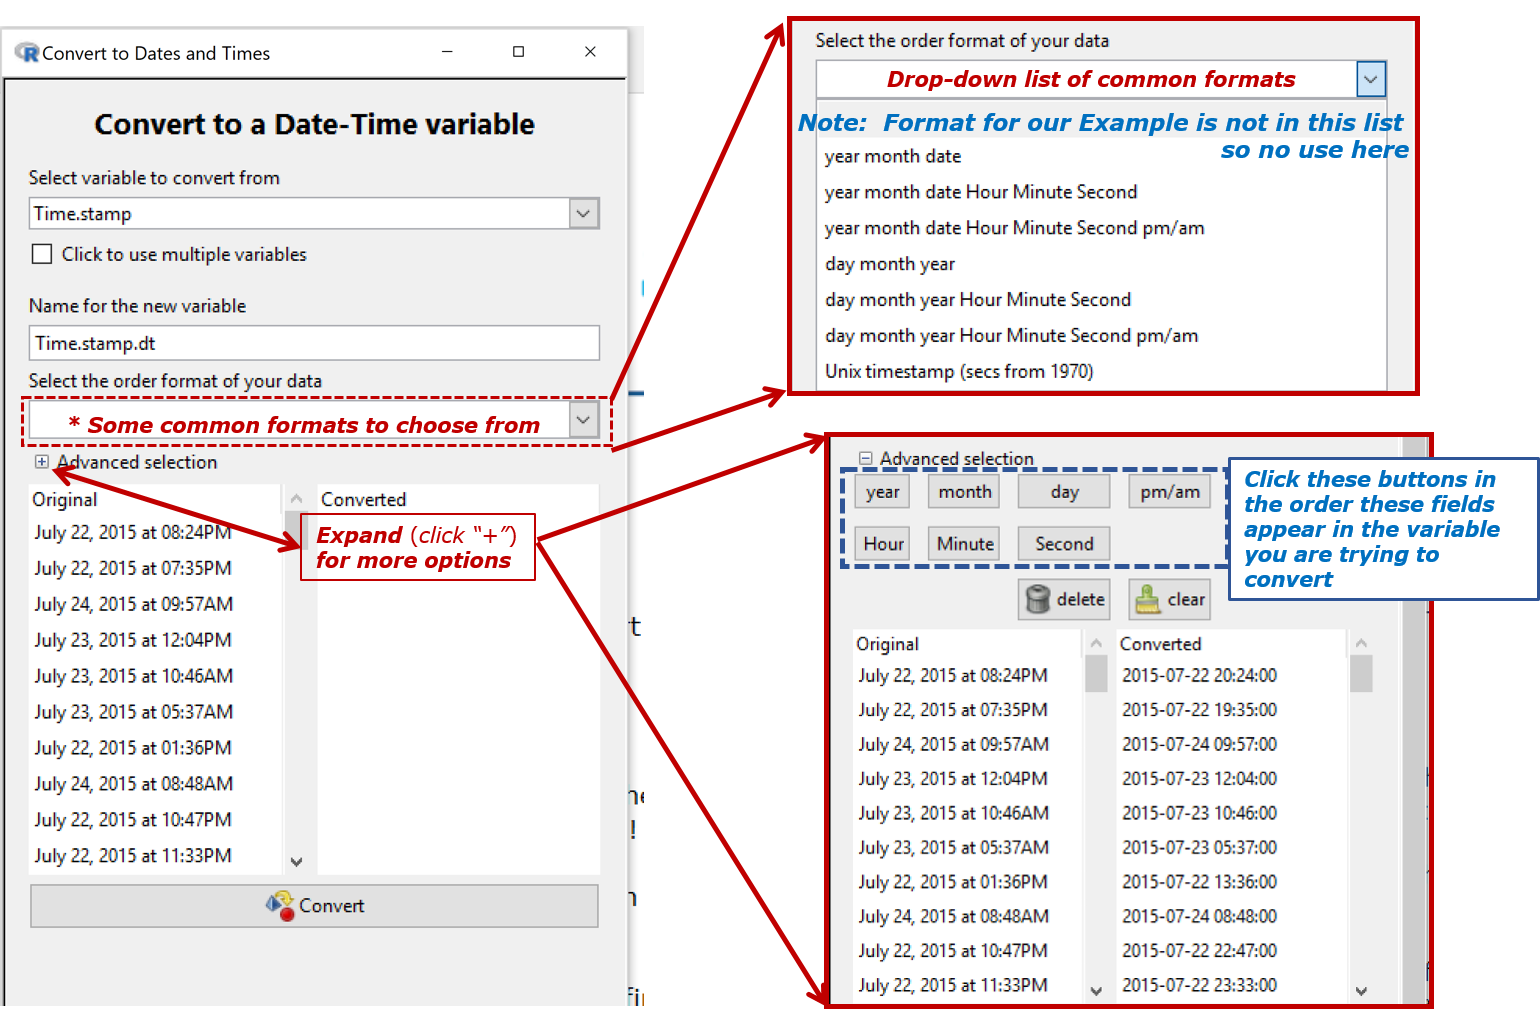 Convert to Dates and Times
Convert to a Date-Time variable
Select variable to convert from
Time.stamp
Click to use multiple variables
Name for the new variable
Time.stamp.dt
Select the order format of your data
* Some common formats to choose from
Advanced selection
Original
Converted
July 22, 2015 at 08:24PM
July 22, 2015 at 07:35PM
July 24, 2015 at 09:57AM
July 23, 2015 at 12:04PM
July 23, 2015 at 10:46AM
July 23, 2015 at 05:37AM
July 22, 2015 at 01:36PM
July 24, 2015 at 08:48AM
July 22, 2015 at 10:47PM
July 22, 2015 at 11:33PM
Expand (click “+”)
for more options
Convert
Select the order format of your data
Drop-down list of common formats
Note:  Format for our Example is not in this list
so no use here
year month date
year month date Hour Minute Second
year month date Hour Minute Second pm/am
day month year
day month year Hour Minute Second
day month year Hour Minute Second pm/am
Unix timestamp (secs from 1970)
Advanced selection
year month day pm/am
Hour Minute Second
Click these buttons in
the order these fields
appear in the variable
you are trying to
convert
delete clear
Original Converted
July 22, 2015 at 08:24PM 2015-07-22 20:24:00
July 22, 2015 at 07:35PM 2015-07-22 19:35:00
July 24, 2015 at 09:57AM 2015-07-24 09:57:00
July 23, 2015 at 12:04PM 2015-07-23 12:04:00
July 23, 2015 at 10:46AM 2015-07-23 10:46:00
July 23, 2015 at 05:37AM 2015-07-23 05:37:00
July 22, 2015 at 01:36PM 2015-07-22 13:36:00
July 24, 2015 at 08:48AM 2015-07-24 08:48:00
July 22, 2015 at 10:47PM 2015-07-22 22:47:00
July 22, 2015 at 11:33PM 2015-07-22 23:33:00